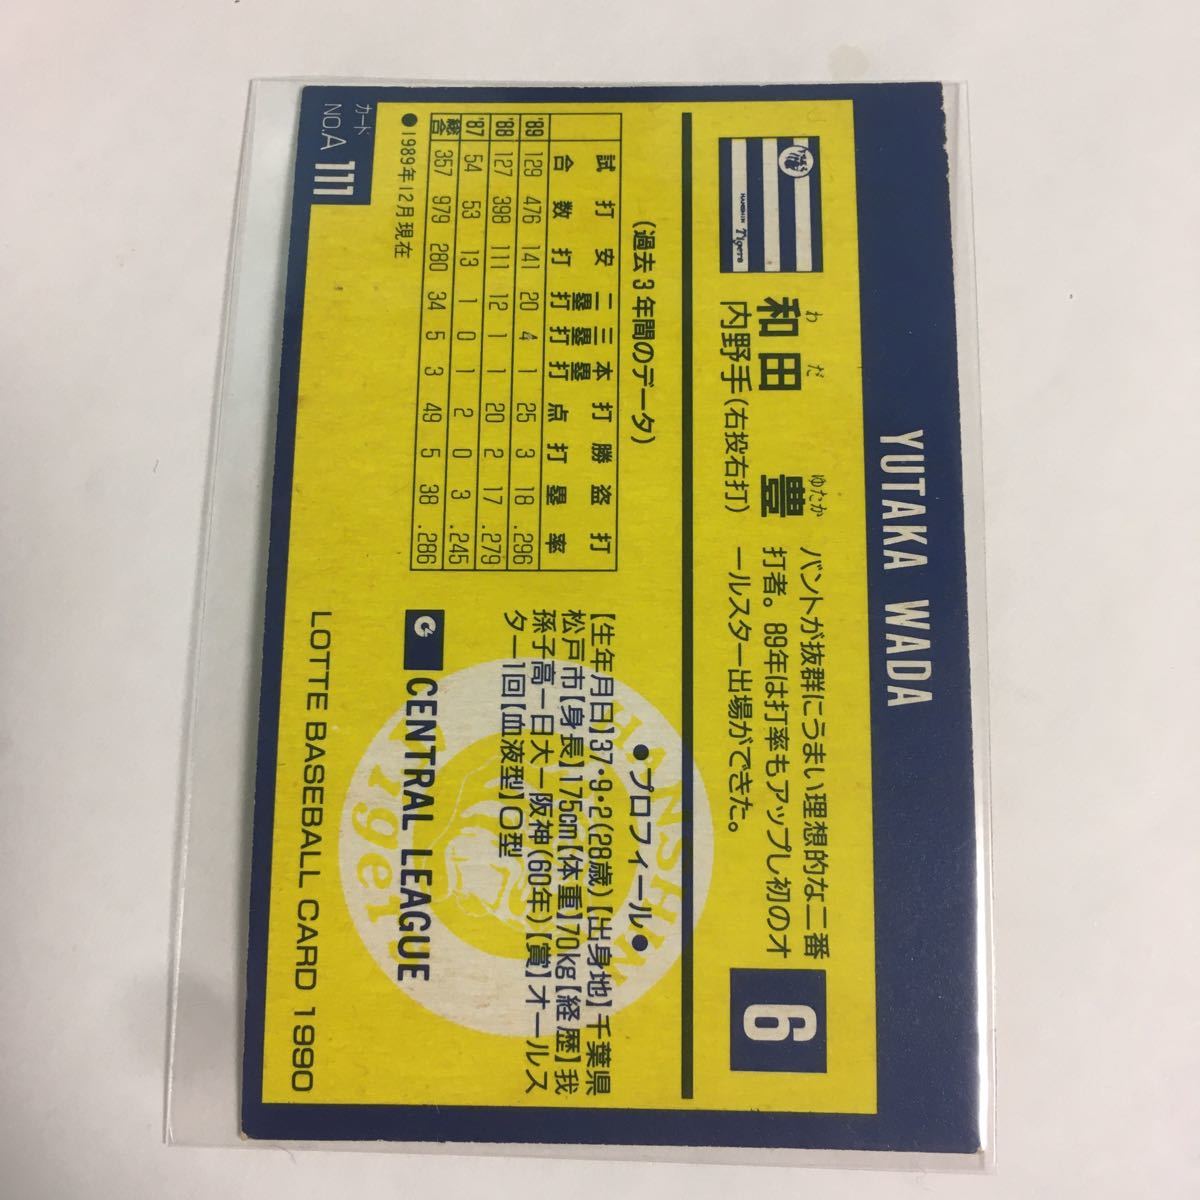 YUTAKA WADA
HANSHIN Tigers
わ だ ゆたか
和田 豊
内野手(右投右打)
バントが抜群にうまい理想的な二番
打者。89年は打率もアップし初のオ
ールスター出場ができた。
6
(過去3年間のデータ)
試合 打数 安打 二塁打 三塁打 本塁打 打点 勝打 盗塁 打率
'89 129 476 141 20 4 1 25 3 18 .296
'88 127 398 111 12 1 1 20 2 17 .279
'87 54 53 13 1 0 1 2 0 3 .245
総合 357 979 280 34 5 3 49 5 38 .286
●1989年12月現在
カード
NO.A 111
●プロフィール●
【生年月日】37・9・2(28歳)【出身地】千葉県
松戸市【身長】175cm【体重】70kg【経歴】我
孫子高ー日大ー阪神(60年)【賞】オールス
ター1回【血液型】O型
HANSHIN
Tigers
CENTRAL LEAGUE
LOTTE BASEBALL CARD 1990